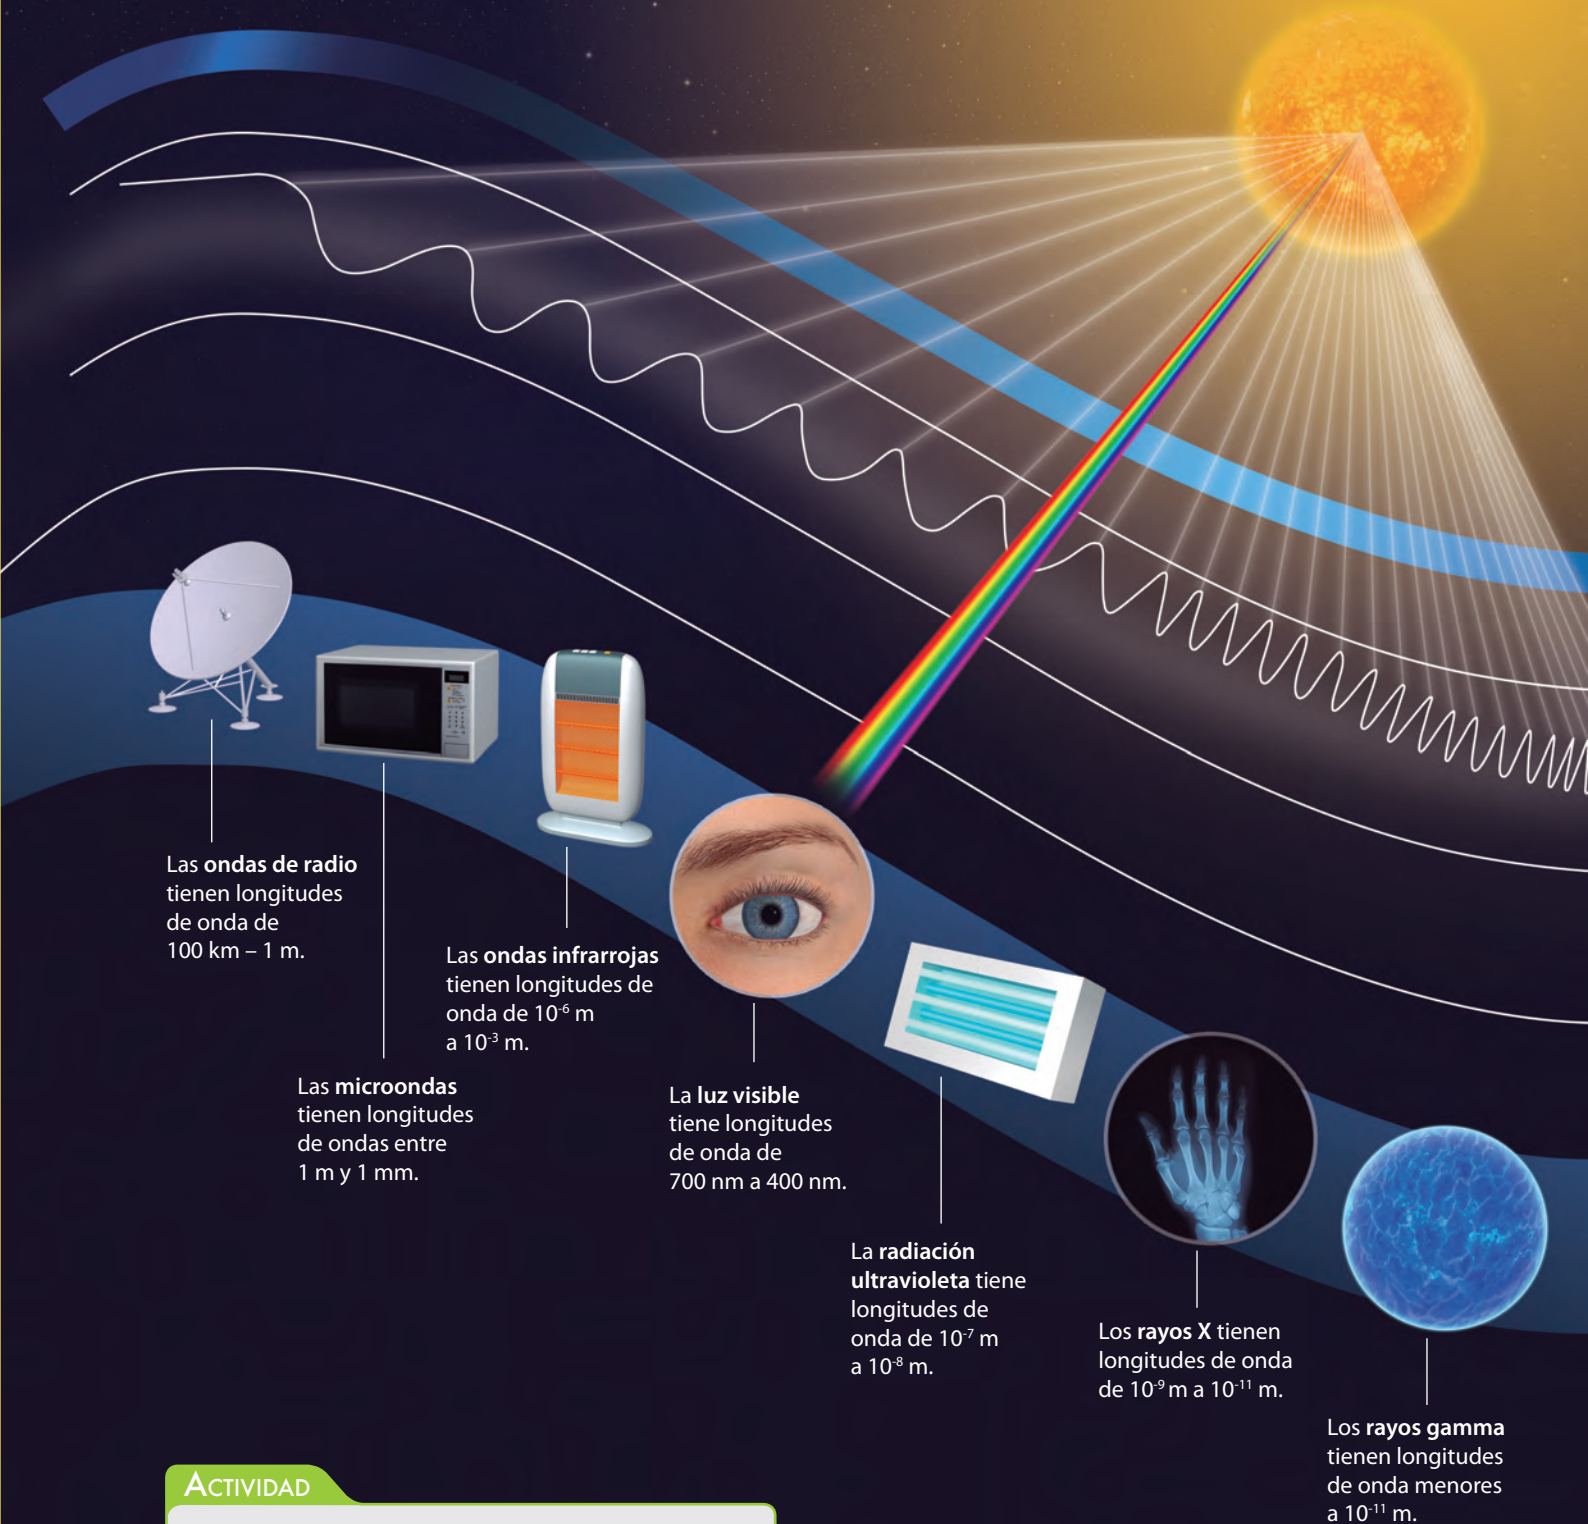 Las ondas de radio
tienen longitudes
de onda de
100 km – 1 m.
Las microondas
tienen longitudes
de ondas entre
1 m y 1 mm.
Las ondas infrarrojas
tienen longitudes de
onda de 10⁻⁶ m
a 10⁻³ m.
La luz visible
tiene longitudes
de onda de
700 nm a 400 nm.
La radiación
ultravioleta tiene
longitudes de
onda de 10⁻⁷ m
a 10⁻⁸ m.
Los rayos X tienen
longitudes de onda
de 10⁻⁹ m a 10⁻¹¹ m.
Los rayos gamma
tienen longitudes
de onda menores
a 10⁻¹¹ m.
ACTIVIDAD